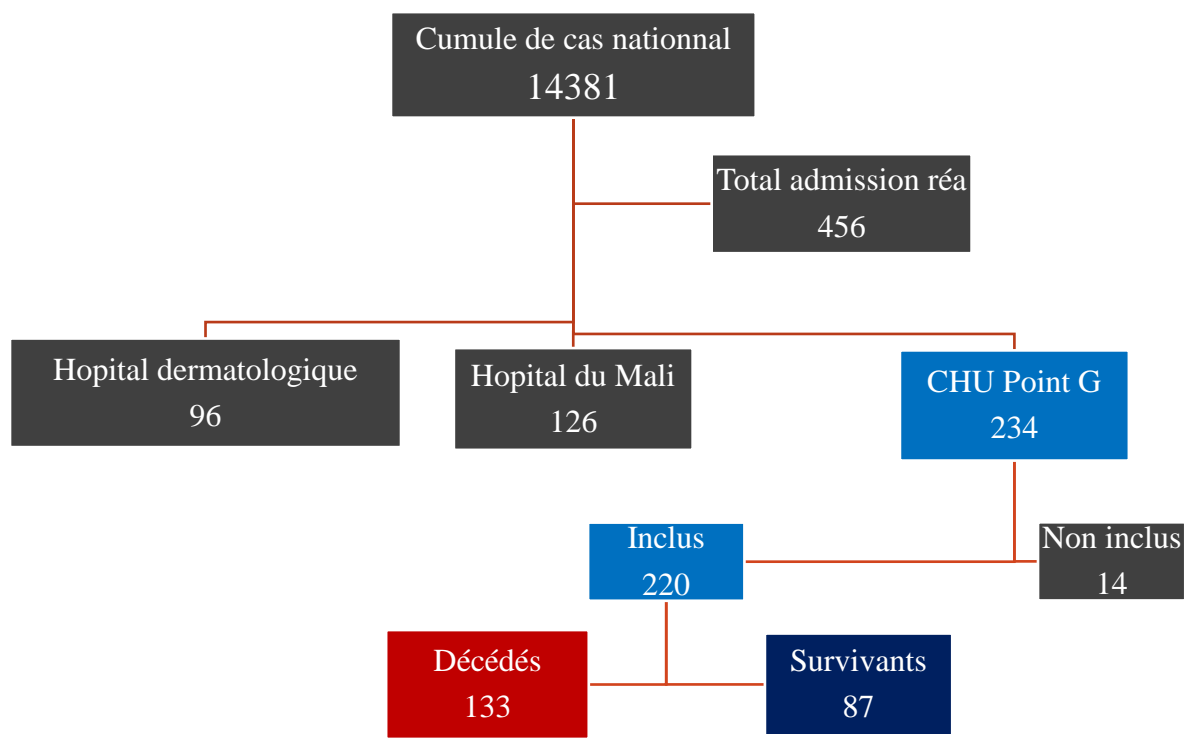 Cumule de cas nationnal
14381
Total admission réa
456
Hopital dermatologique
96
Hopital du Mali
126
CHU Point G
234
Inclus
220
Non inclus
14
Décédés
133
Survivants
87